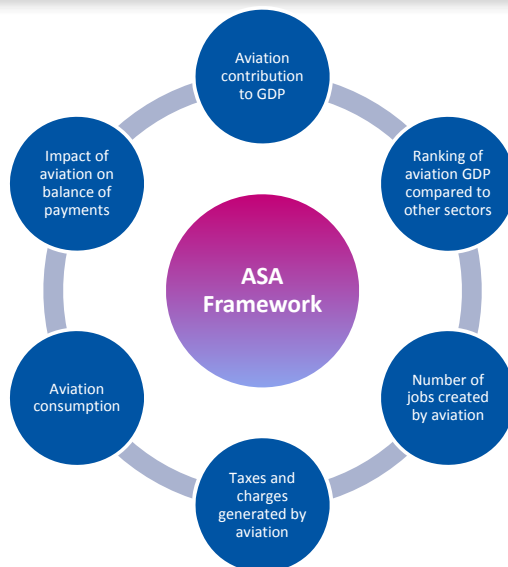 Aviation
contribution
to GDP
Ranking of
aviation GDP
compared to
other sectors
Number of
jobs created
by aviation
Taxes and
charges
generated by
aviation
Aviation
consumption
Impact of
aviation on
balance of
payments
ASA
Framework